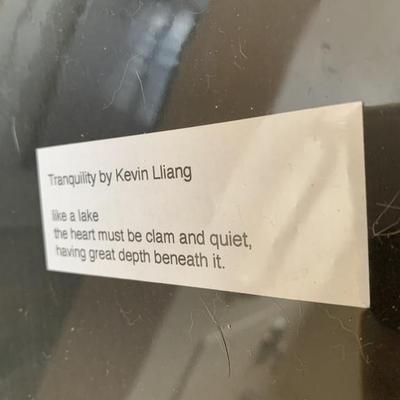 Tranquility by Kevin Lliang
like a lake
the heart must be clam and quiet,
having great depth beneath it.